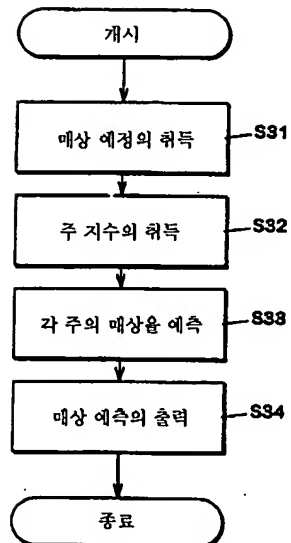 개시
매상 예정의 취득
S31
주 지수의 취득
S32
각 주의 매상을 예측
S33
매상 예측의 출력
S34
종료